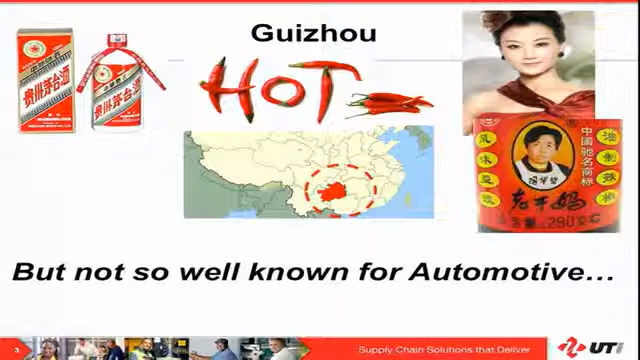 Guizhou
HOT
贵州茅台酒
贵州茅台酒
中国驰名商标
油制辣椒
风味豆豉
老干妈
But not so well known for Automotive...
3
Supply Chain Solutions that Deliver
UTi